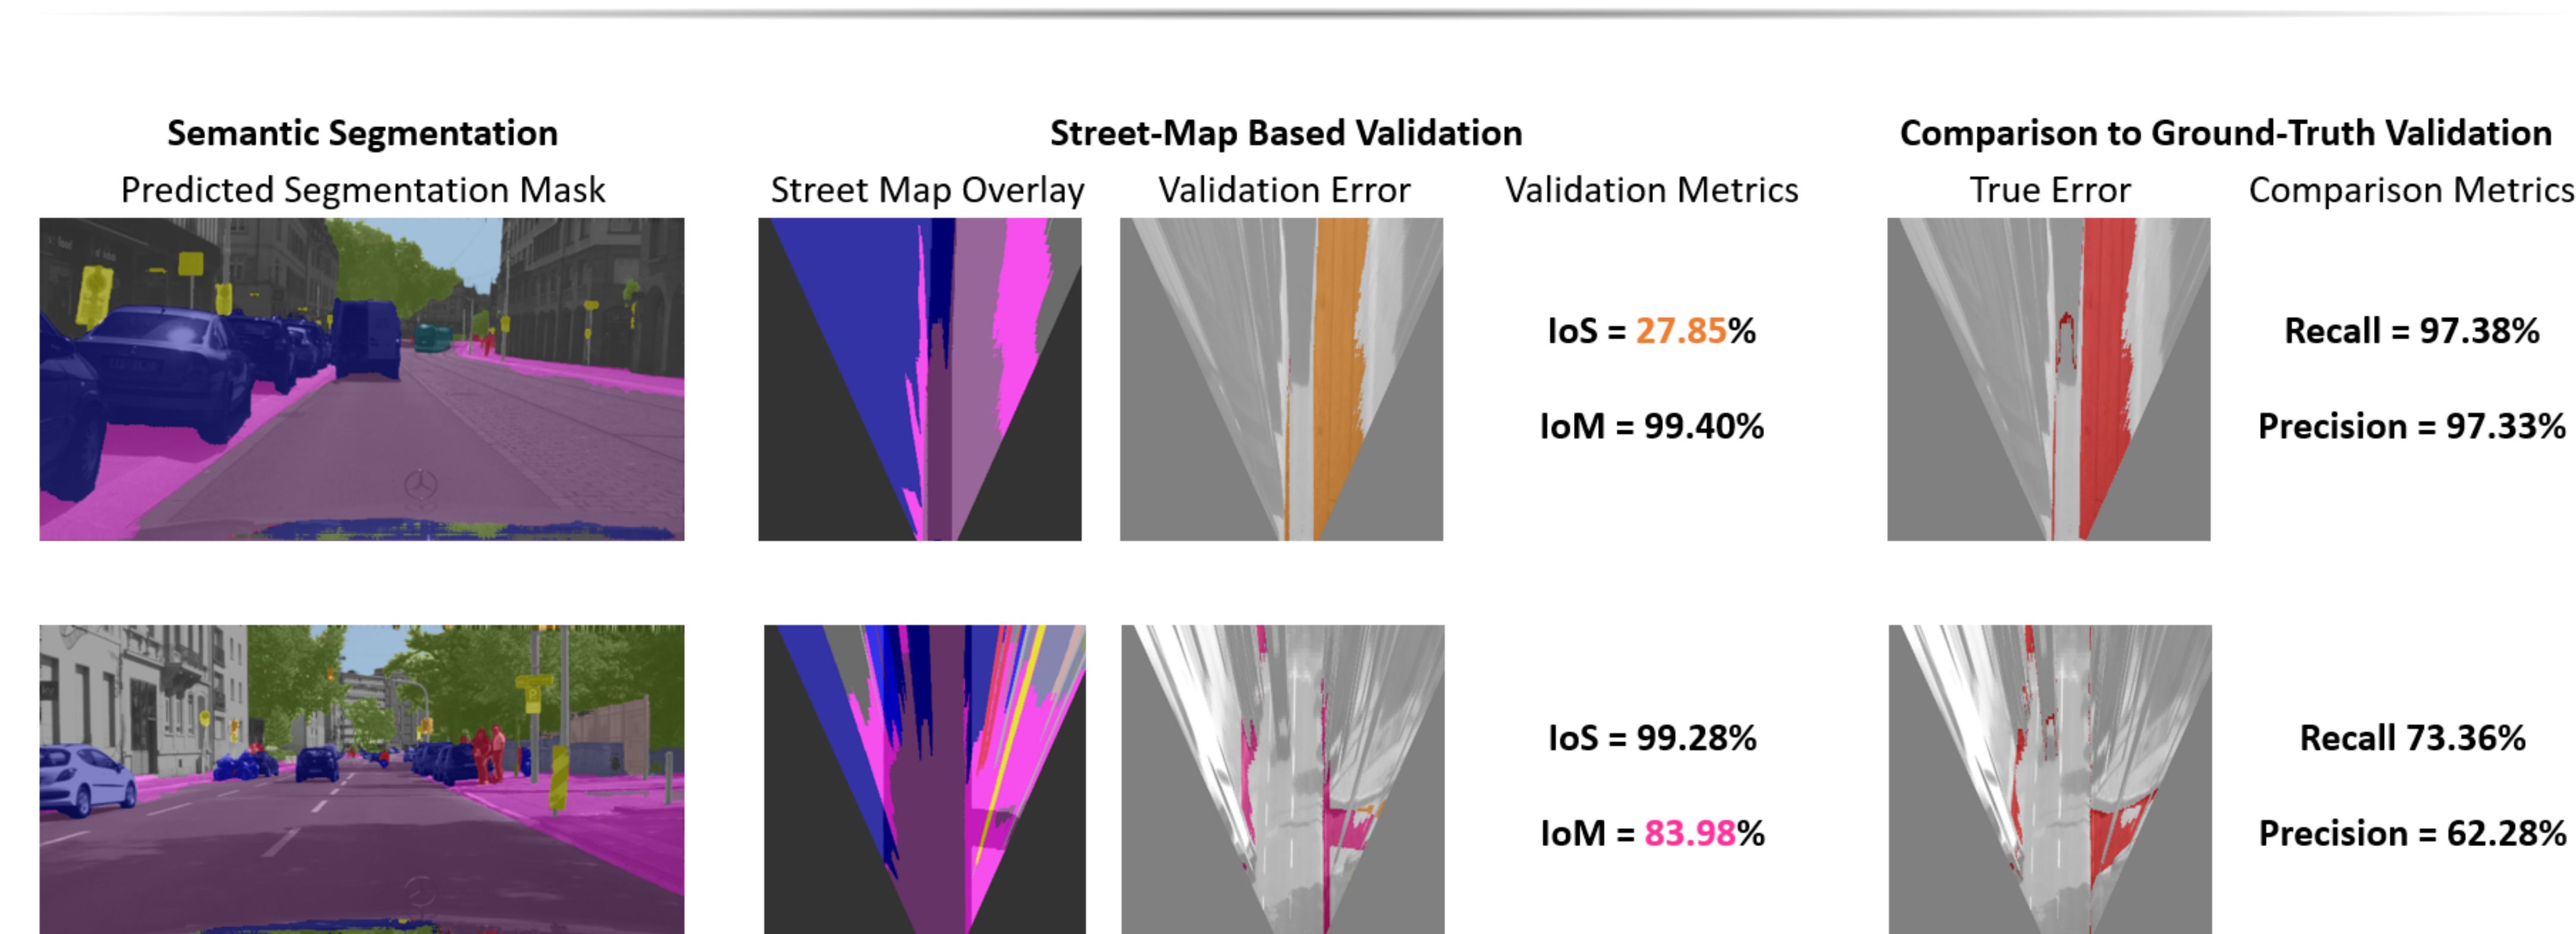 Semantic Segmentation
Street-Map Based Validation
Comparison to Ground-Truth Validation
Predicted Segmentation Mask
Street Map Overlay
Validation Error
Validation Metrics
True Error
Comparison Metrics
IoS = 27.85%
IoM = 99.40%
Recall = 97.38%
Precision = 97.33%
IoS = 99.28%
IoM = 83.98%
Recall 73.36%
Precision = 62.28%
P